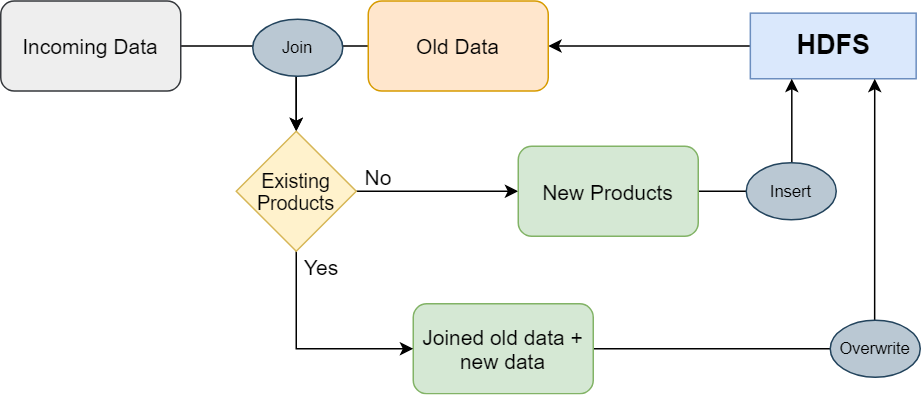 Incoming Data
Join
Old Data
HDFS
Existing
Products
No
New Products
Insert
Yes
Joined old data +
new data
Overwrite